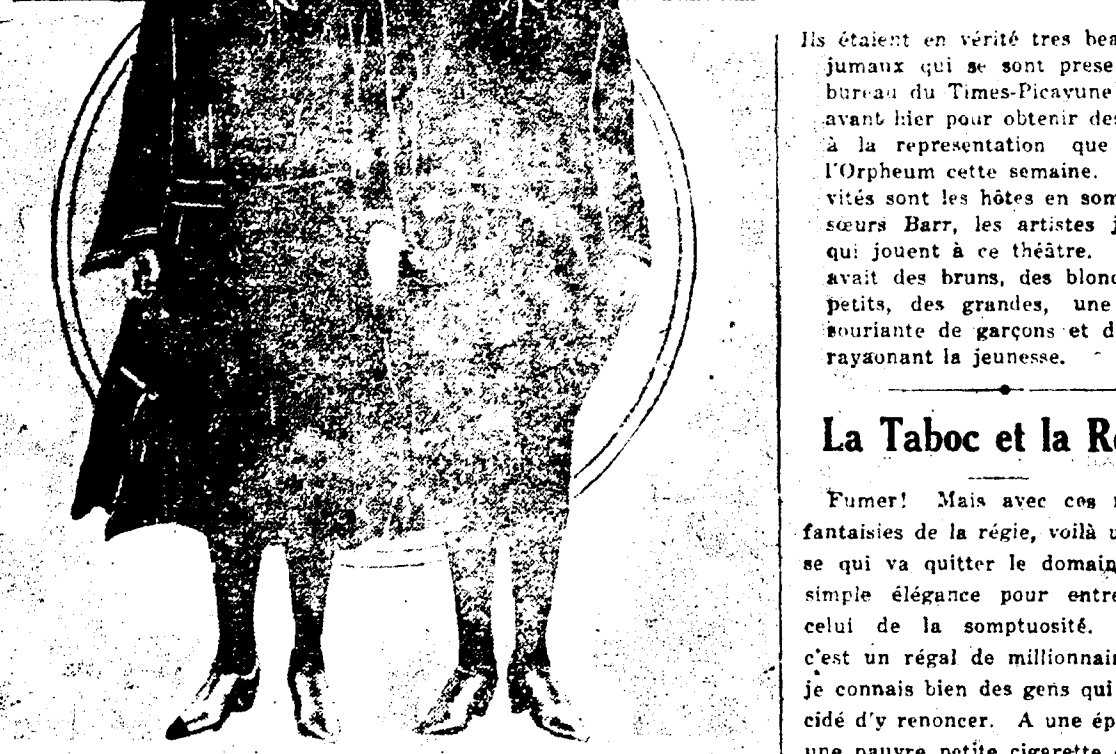 Ils étaient en vérité tres bea
jumaux qui se sont prese
bureau du Times-Picayune
avant hier pour obtenir des
à la representation que
l'Orpheum cette semaine.
vités sont les hôtes en som
sœurs Barr, les artistes j
qui jouent à ce théâtre.
avait des bruns, des blond
petits, des grandes, une
souriante de garçons et d
rayaonant la jeunesse.
La Taboc et la Re
Fumer! Mais avec ces
fantaisies de la régie, voilà u
se qui va quitter le domain
simple élégance pour entre
celui de la somptuosité.
c'est un régal de millionnair
je connais bien des gens qui
cidé d'y renoncer. A une ép
une pauvre petite cigarette